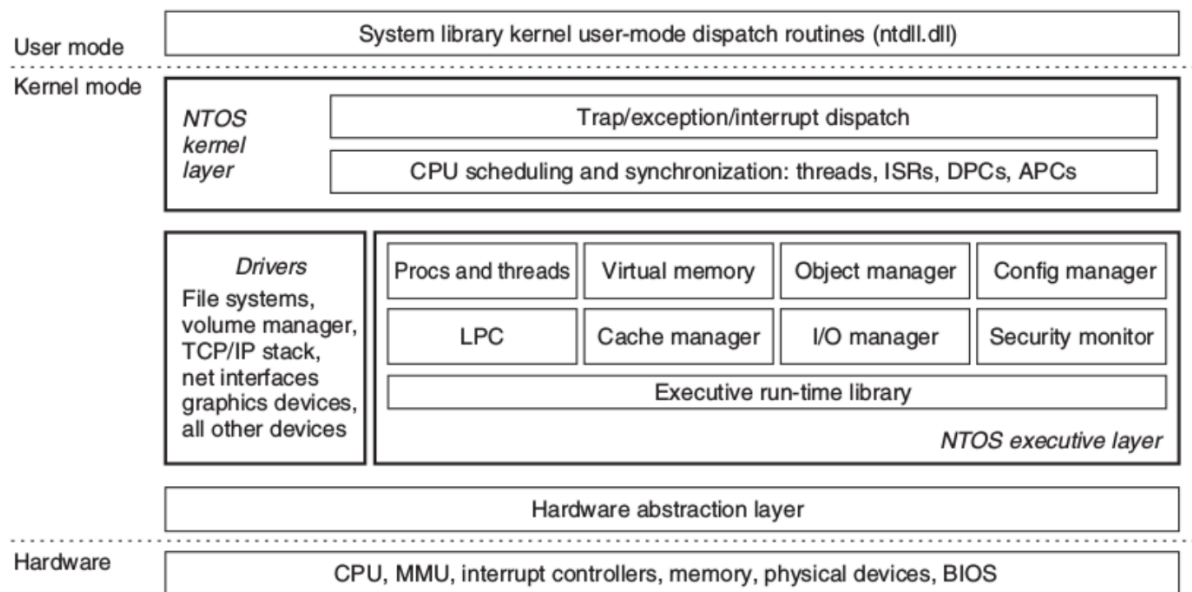 User mode
System library kernel user-mode dispatch routines (ntdll.dll)
Kernel mode
NTOS
kernel
layer
Trap/exception/interrupt dispatch
CPU scheduling and synchronization: threads, ISRs, DPCs, APCs
Drivers
File systems,
volume manager,
TCP/IP stack,
net interfaces
graphics devices,
all other devices
Procs and threads
Virtual memory
Object manager
Config manager
LPC
Cache manager
I/O manager
Security monitor
Executive run-time library
NTOS executive layer
Hardware abstraction layer
Hardware
CPU, MMU, interrupt controllers, memory, physical devices, BIOS